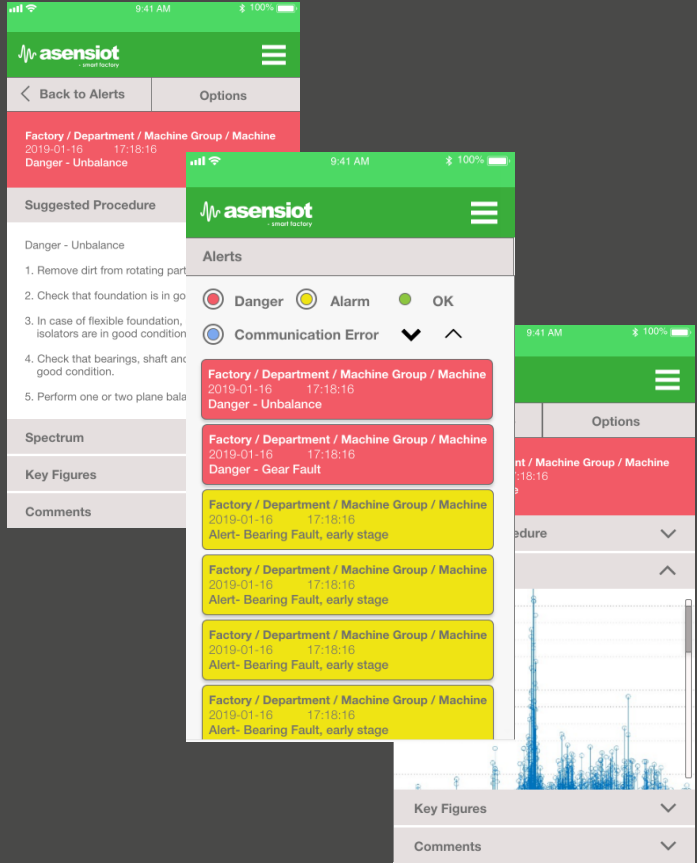 9:41 AM
100%
asensiot
- smart factory
Back to Alerts
Options
Factory / Department / Machine Group / Machine
2019-01-16 17:18:16
Danger - Unbalance
Suggested Procedure
Danger - Unbalance
1. Remove dirt from rotating part
2. Check that foundation is in go
3. In case of flexible foundation,
isolators are in good condition
4. Check that bearings, shaft and
good condition.
5. Perform one or two plane bala
Spectrum
Key Figures
Comments
9:41 AM
100%
asensiot
- smart factory
Alerts
Danger Alarm OK
Communication Error
Factory / Department / Machine Group / Machine
2019-01-16 17:18:16
Danger - Unbalance
Factory / Department / Machine Group / Machine
2019-01-16 17:18:16
Danger - Gear Fault
Factory / Department / Machine Group / Machine
2019-01-16 17:18:16
Alert- Bearing Fault, early stage
Factory / Department / Machine Group / Machine
2019-01-16 17:18:16
Alert- Bearing Fault, early stage
Factory / Department / Machine Group / Machine
2019-01-16 17:18:16
Alert- Bearing Fault, early stage
Factory / Department / Machine Group / Machine
2019-01-16 17:18:16
Alert- Bearing Fault, early stage
9:41 AM
100%
Options
nt / Machine Group / Machine
:18:16
edure
Key Figures
Comments